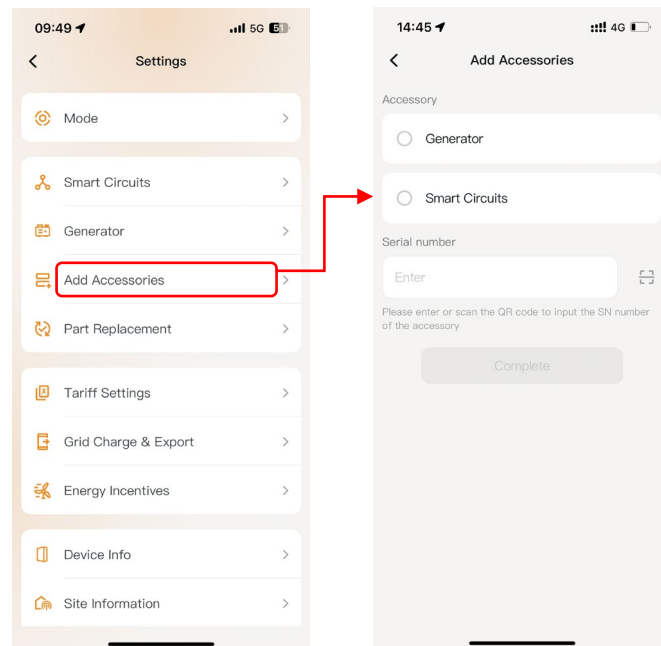 09:49
5G 51
Settings
Mode
Smart Circuits
Generator
Add Accessories
Part Replacement
Tariff Settings
Grid Charge & Export
Energy Incentives
Device Info
Site Information
14:45
4G
Add Accessories
Accessory
Generator
Smart Circuits
Serial number
Enter
Please enter or scan the QR code to input the SN number
of the accessory
Complete